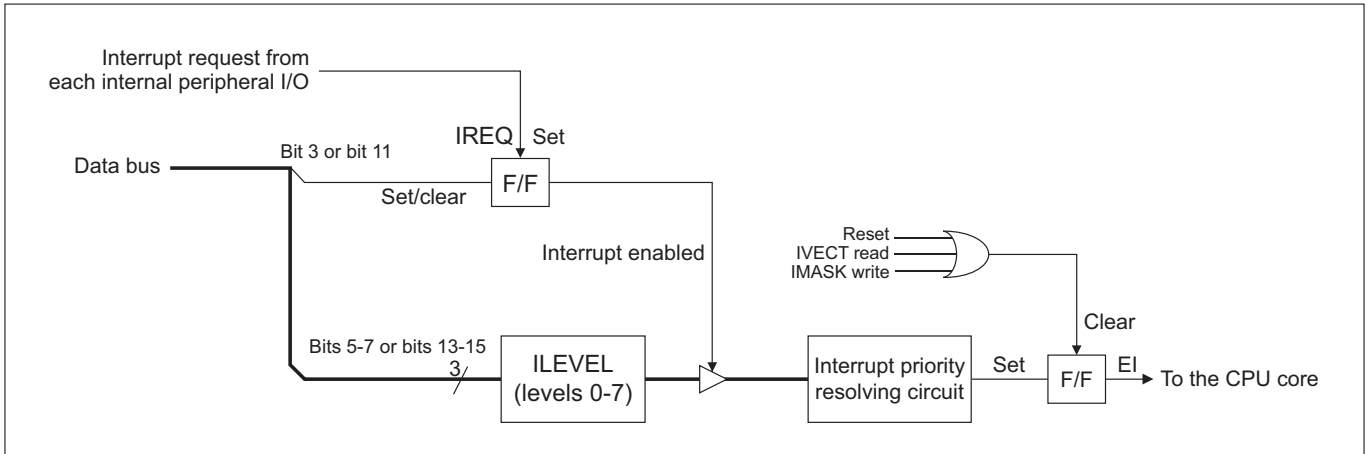 Interrupt request from
each internal peripheral I/O
IREQ Set
Bit 3 or bit 11
Data bus
F/F
Set/clear
Interrupt enabled
Reset
IVECT read
IMASK write
Clear
Bits 5-7 or bits 13-15
3
ILEVEL
(levels 0-7)
Interrupt priority
resolving circuit
Set
F/F
EI
To the CPU core